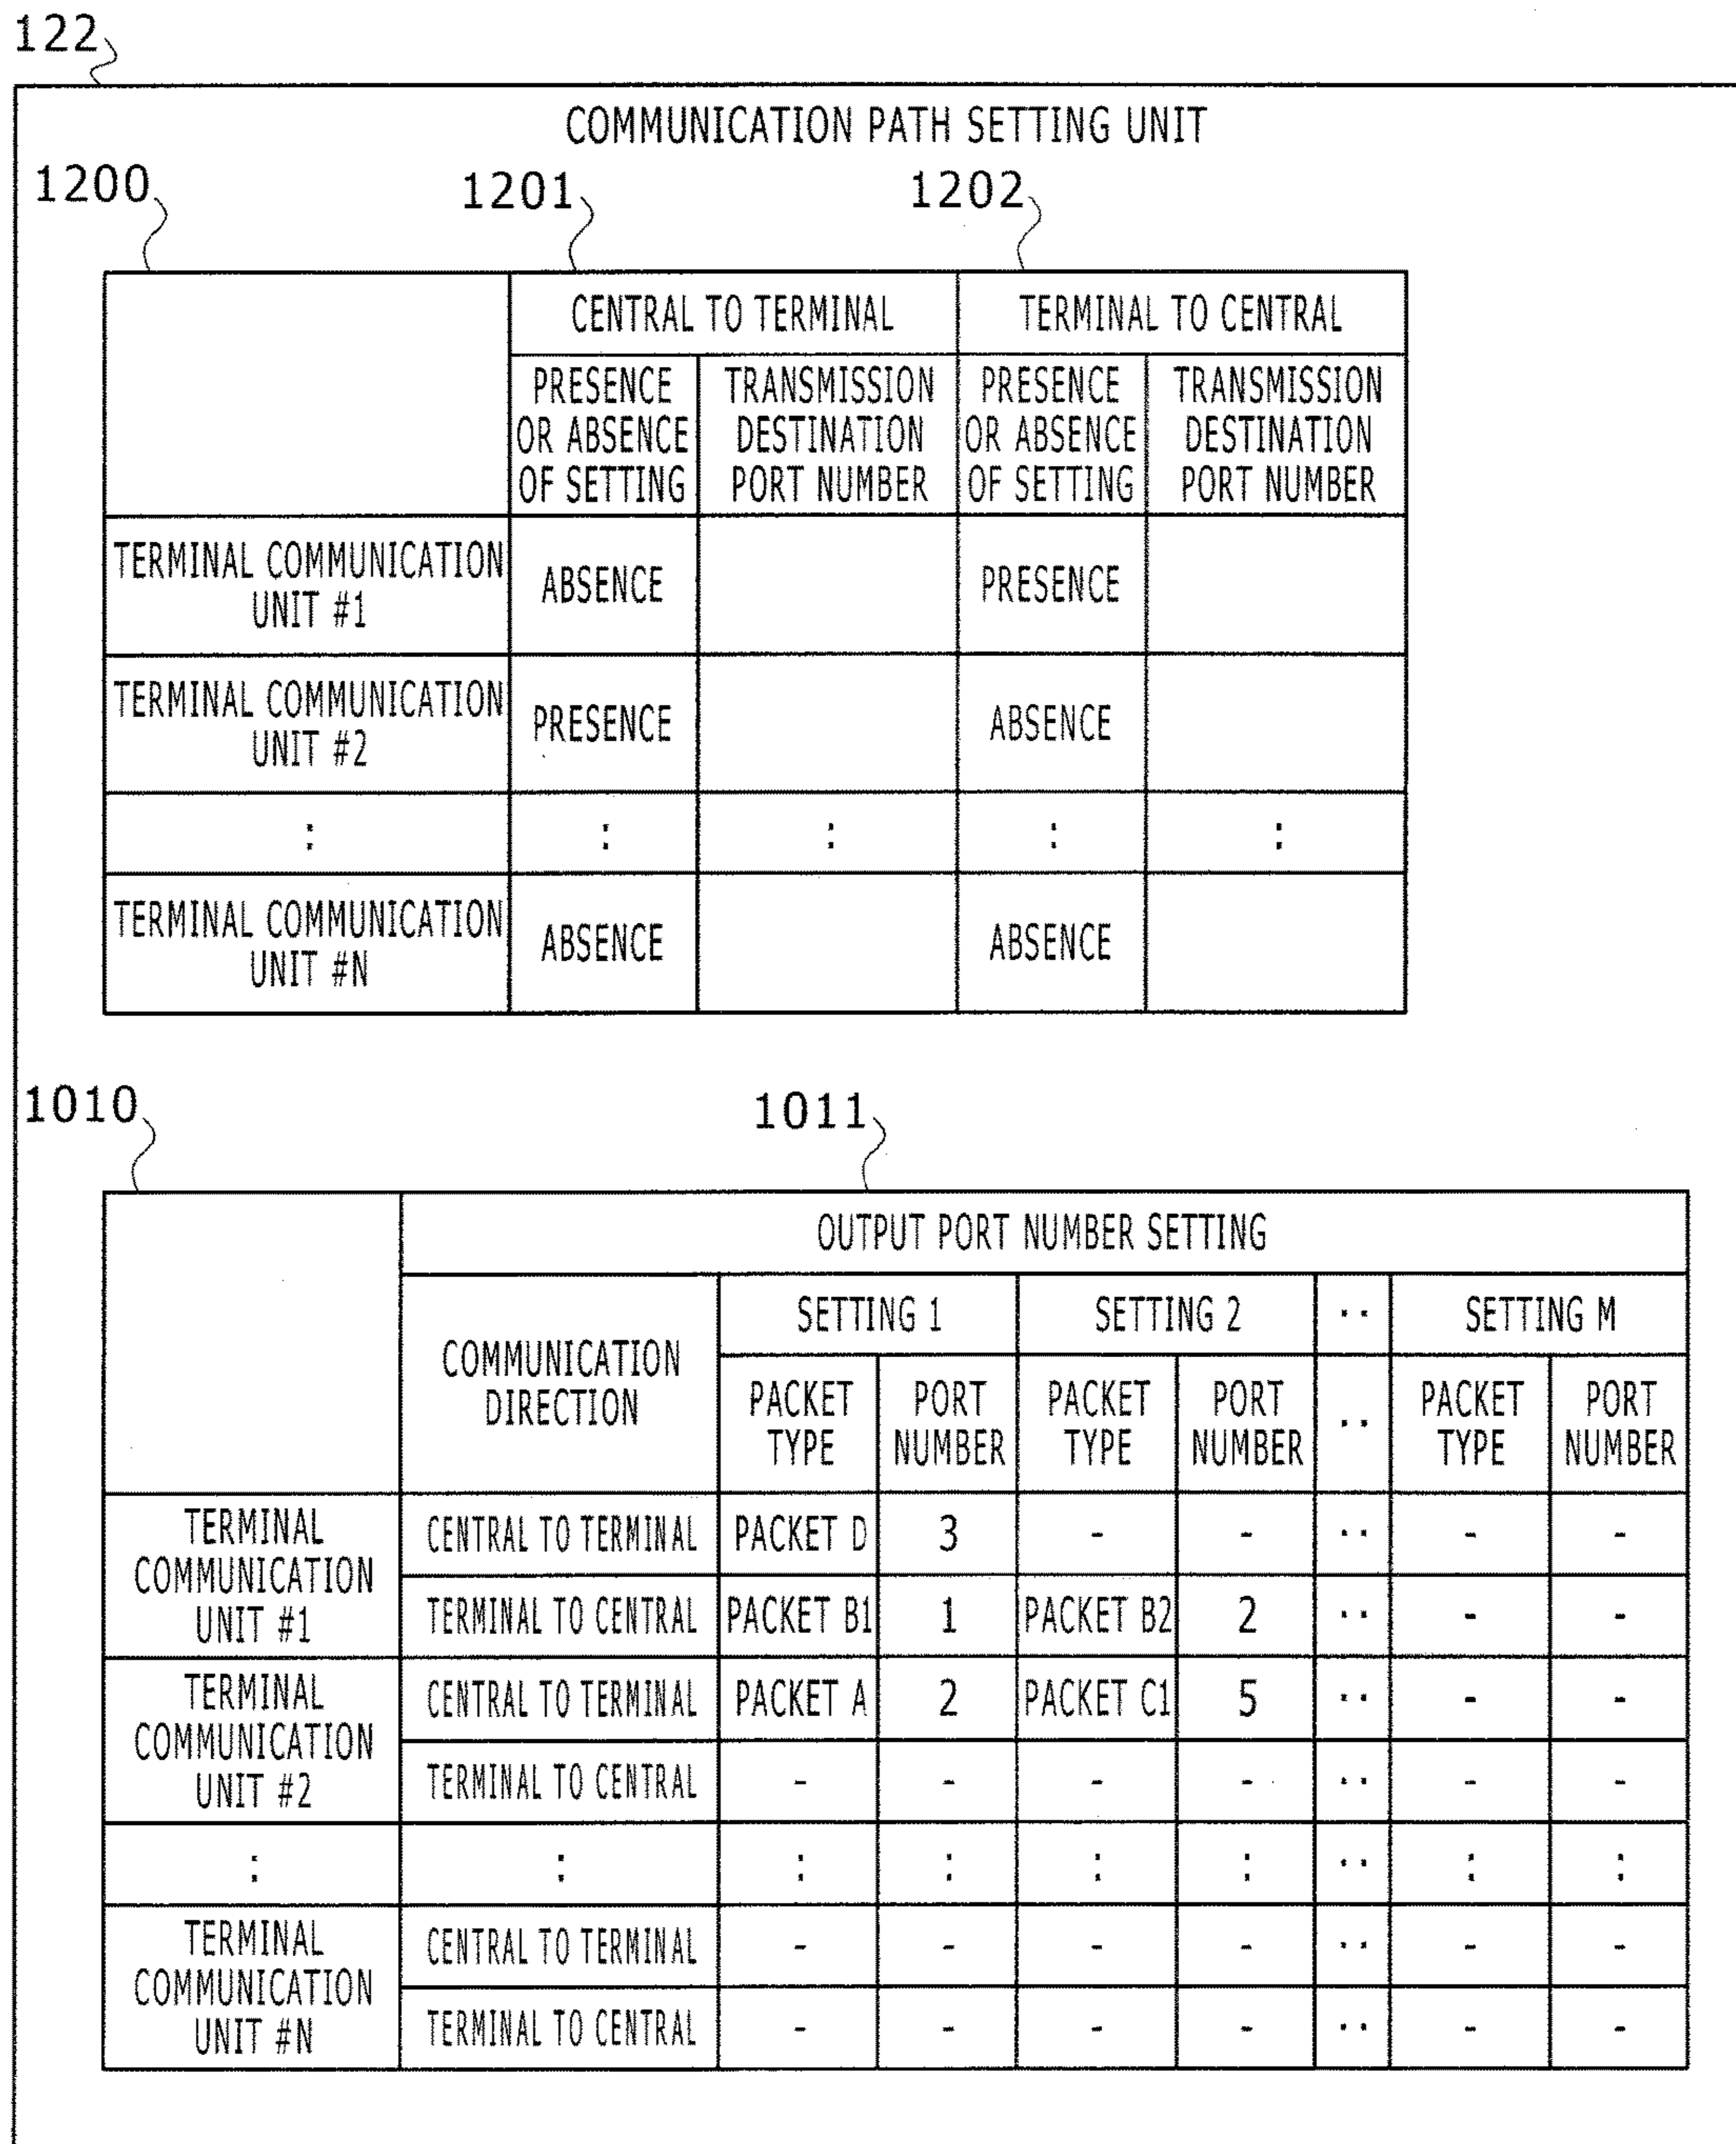 122
COMMUNICATION PATH SETTING UNIT
1200
1201
1202
CENTRAL TO TERMINAL
TERMINAL TO CENTRAL
PRESENCE
OR ABSENCE
OF SETTING
TRANSMISSION
DESTINATION
PORT NUMBER
PRESENCE
OR ABSENCE
OF SETTING
TRANSMISSION
DESTINATION
PORT NUMBER
TERMINAL COMMUNICATION
UNIT #1
ABSENCE
PRESENCE
TERMINAL COMMUNICATION
UNIT #2
PRESENCE
ABSENCE
: : : : :
TERMINAL COMMUNICATION
UNIT #N
ABSENCE
ABSENCE
1010
1011
OUTPUT PORT NUMBER SETTING
COMMUNICATION
DIRECTION
SETTING 1
SETTING 2
..
SETTING M
PACKET
TYPE
PORT
NUMBER
PACKET
TYPE
PORT
NUMBER
..
PACKET
TYPE
PORT
NUMBER
TERMINAL
COMMUNICATION
UNIT #1
CENTRAL TO TERMINAL PACKET D 3 - - .. - -
TERMINAL TO CENTRAL PACKET B1 1 PACKET B2 2 .. - -
TERMINAL
COMMUNICATION
UNIT #2
CENTRAL TO TERMINAL PACKET A 2 PACKET C1 5 .. - -
TERMINAL TO CENTRAL - - - - .. - -
: : : : : : .. : :
TERMINAL
COMMUNICATION
UNIT #N
CENTRAL TO TERMINAL - - - - .. - -
TERMINAL TO CENTRAL - - - - .. - -